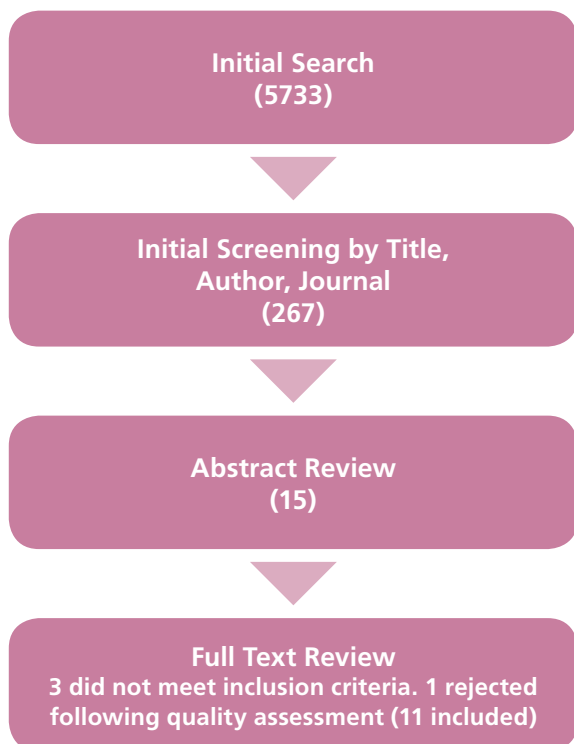 Initial Search
(5733)
Initial Screening by Title,
Author, Journal
(267)
Abstract Review
(15)
Full Text Review
3 did not meet inclusion criteria. 1 rejected
following quality assessment (11 included)